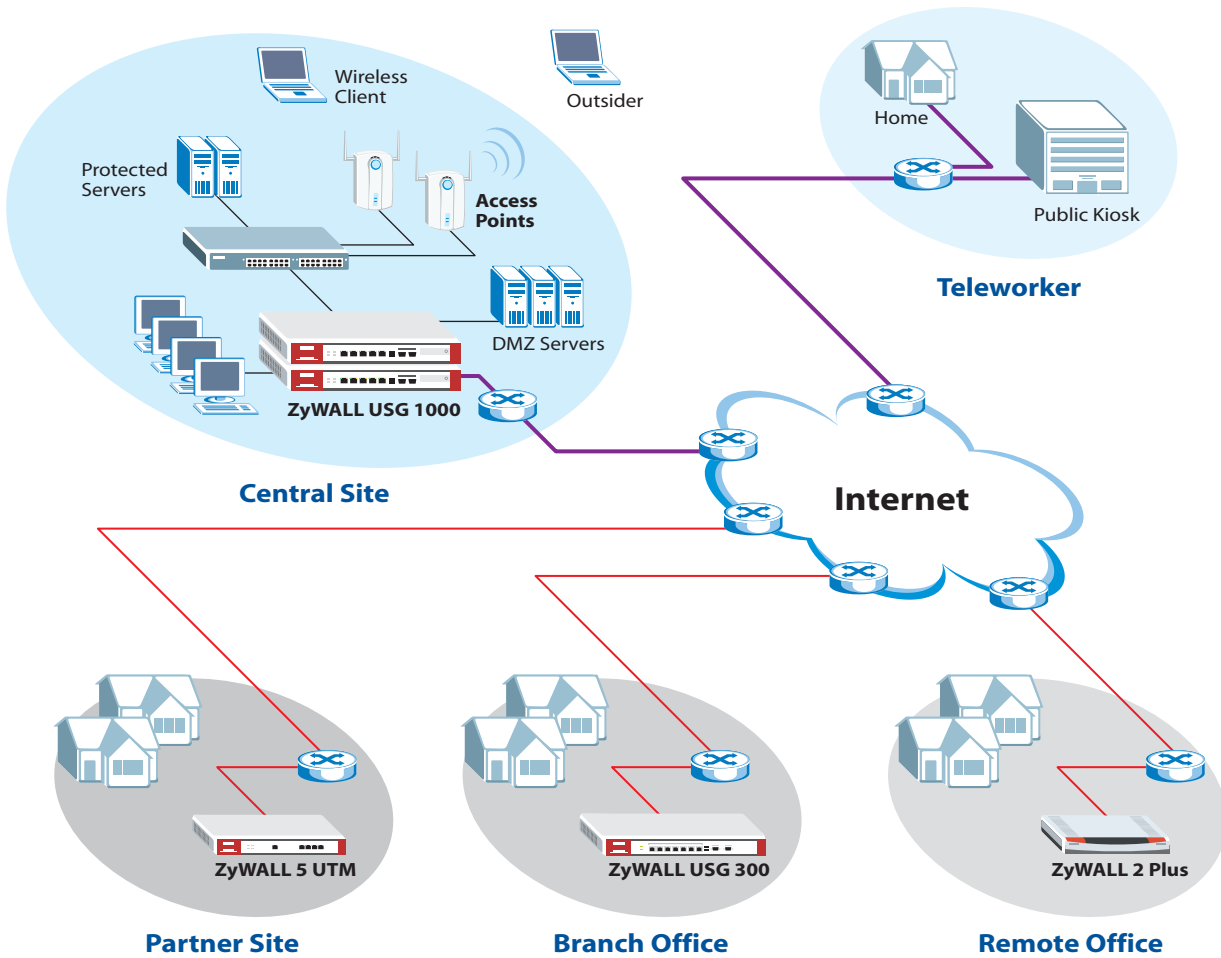 Wireless
Client
Outsider
Home
Protected
Servers
Access
Points
Public Kiosk
Teleworker
DMZ Servers
ZyWALL USG 1000
Central Site
Internet
ZyWALL 5 UTM
ZyWALL USG 300
ZyWALL 2 Plus
Partner Site
Branch Office
Remote Office